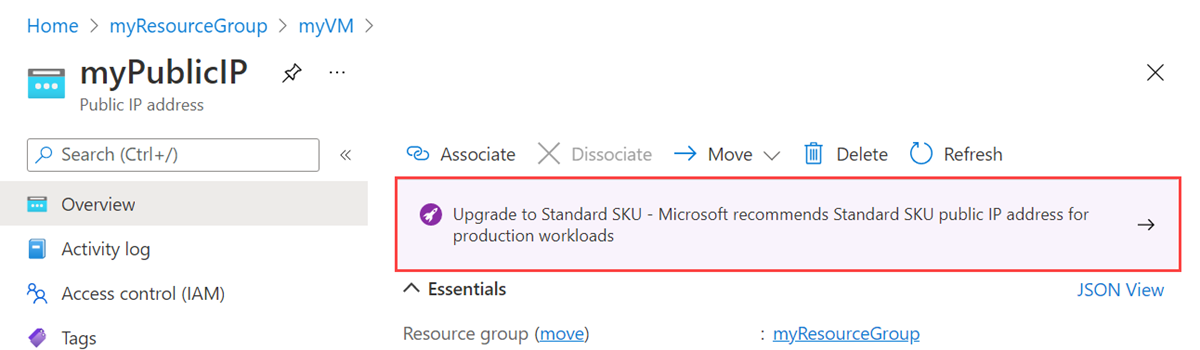 Home > myResourceGroup > myVM >
myPublicIP ...
Public IP address
Search (Ctrl+/) «
Associate Dissociate Move Delete Refresh
Upgrade to Standard SKU - Microsoft recommends Standard SKU public IP address for
production workloads
Overview
Activity log
Access control (IAM)
Tags
Essentials JSON View
Resource group (move) : myResourceGroup